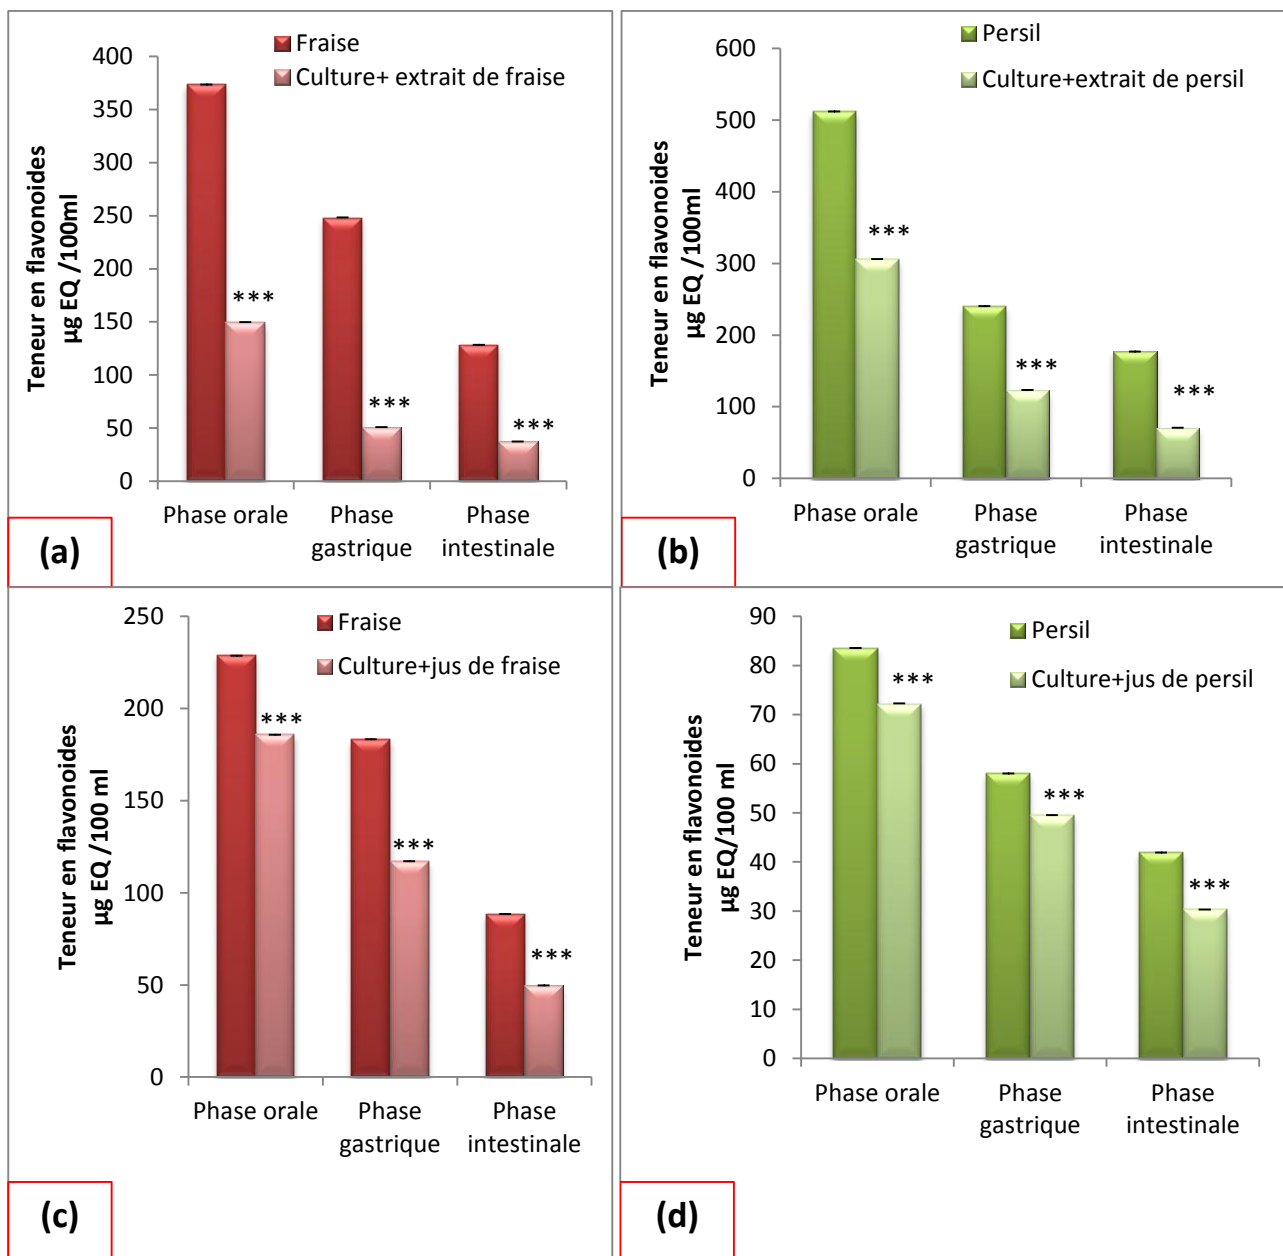 Fraise
Culture+ extrait de fraise
Teneur en flavonoides
µg EQ /100ml
400
350
300
250
200
150
100
50
0
***
***
***
Phase orale
Phase
gastrique
Phase
intestinale
(a)
Persil
Culture+extrait de persil
Teneur en flavonoides
µg EQ /100ml
600
500
400
300
200
100
0
***
***
***
Phase orale
Phase
gastrique
Phase
intestinale
(b)
Fraise
Culture+jus de fraise
Teneur en flavonoides
µg EQ /100 ml
250
200
150
100
50
0
***
***
***
Phase orale
Phase
gastrique
Phase
intestinale
(c)
Persil
Culture+jus de persil
Teneur en flavonoides
µg EQ/100 ml
90
80
70
60
50
40
30
20
10
0
***
***
***
Phase orale
Phase
gastrique
Phase
intestinale
(d)